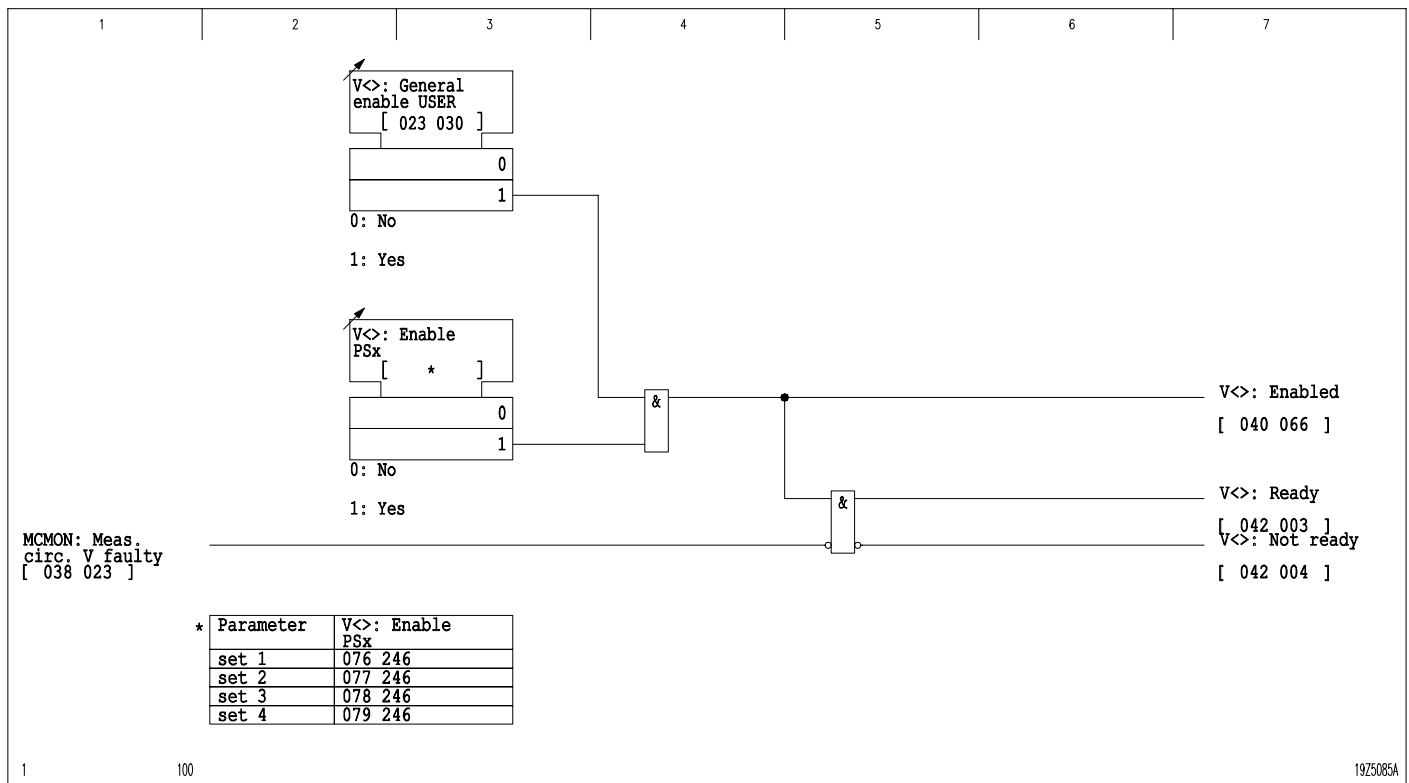 1 2 3 4 5 6 7
V<>: General
enable USER
[ 023 030 ]
0
1
0: No
1: Yes
V<>: Enable
PSx
[ * ]
0
1
0: No
1: Yes
&
&
V<>: Enabled
[ 040 066 ]
V<>: Ready
[ 042 003 ]
V<>: Not ready
[ 042 004 ]
MCMON: Meas.
circ. V faulty
[ 038 023 ]
* Parameter V<>: Enable
PSx
set 1 076 246
set 2 077 246
set 3 078 246
set 4 079 246
1 100 19Z5085A